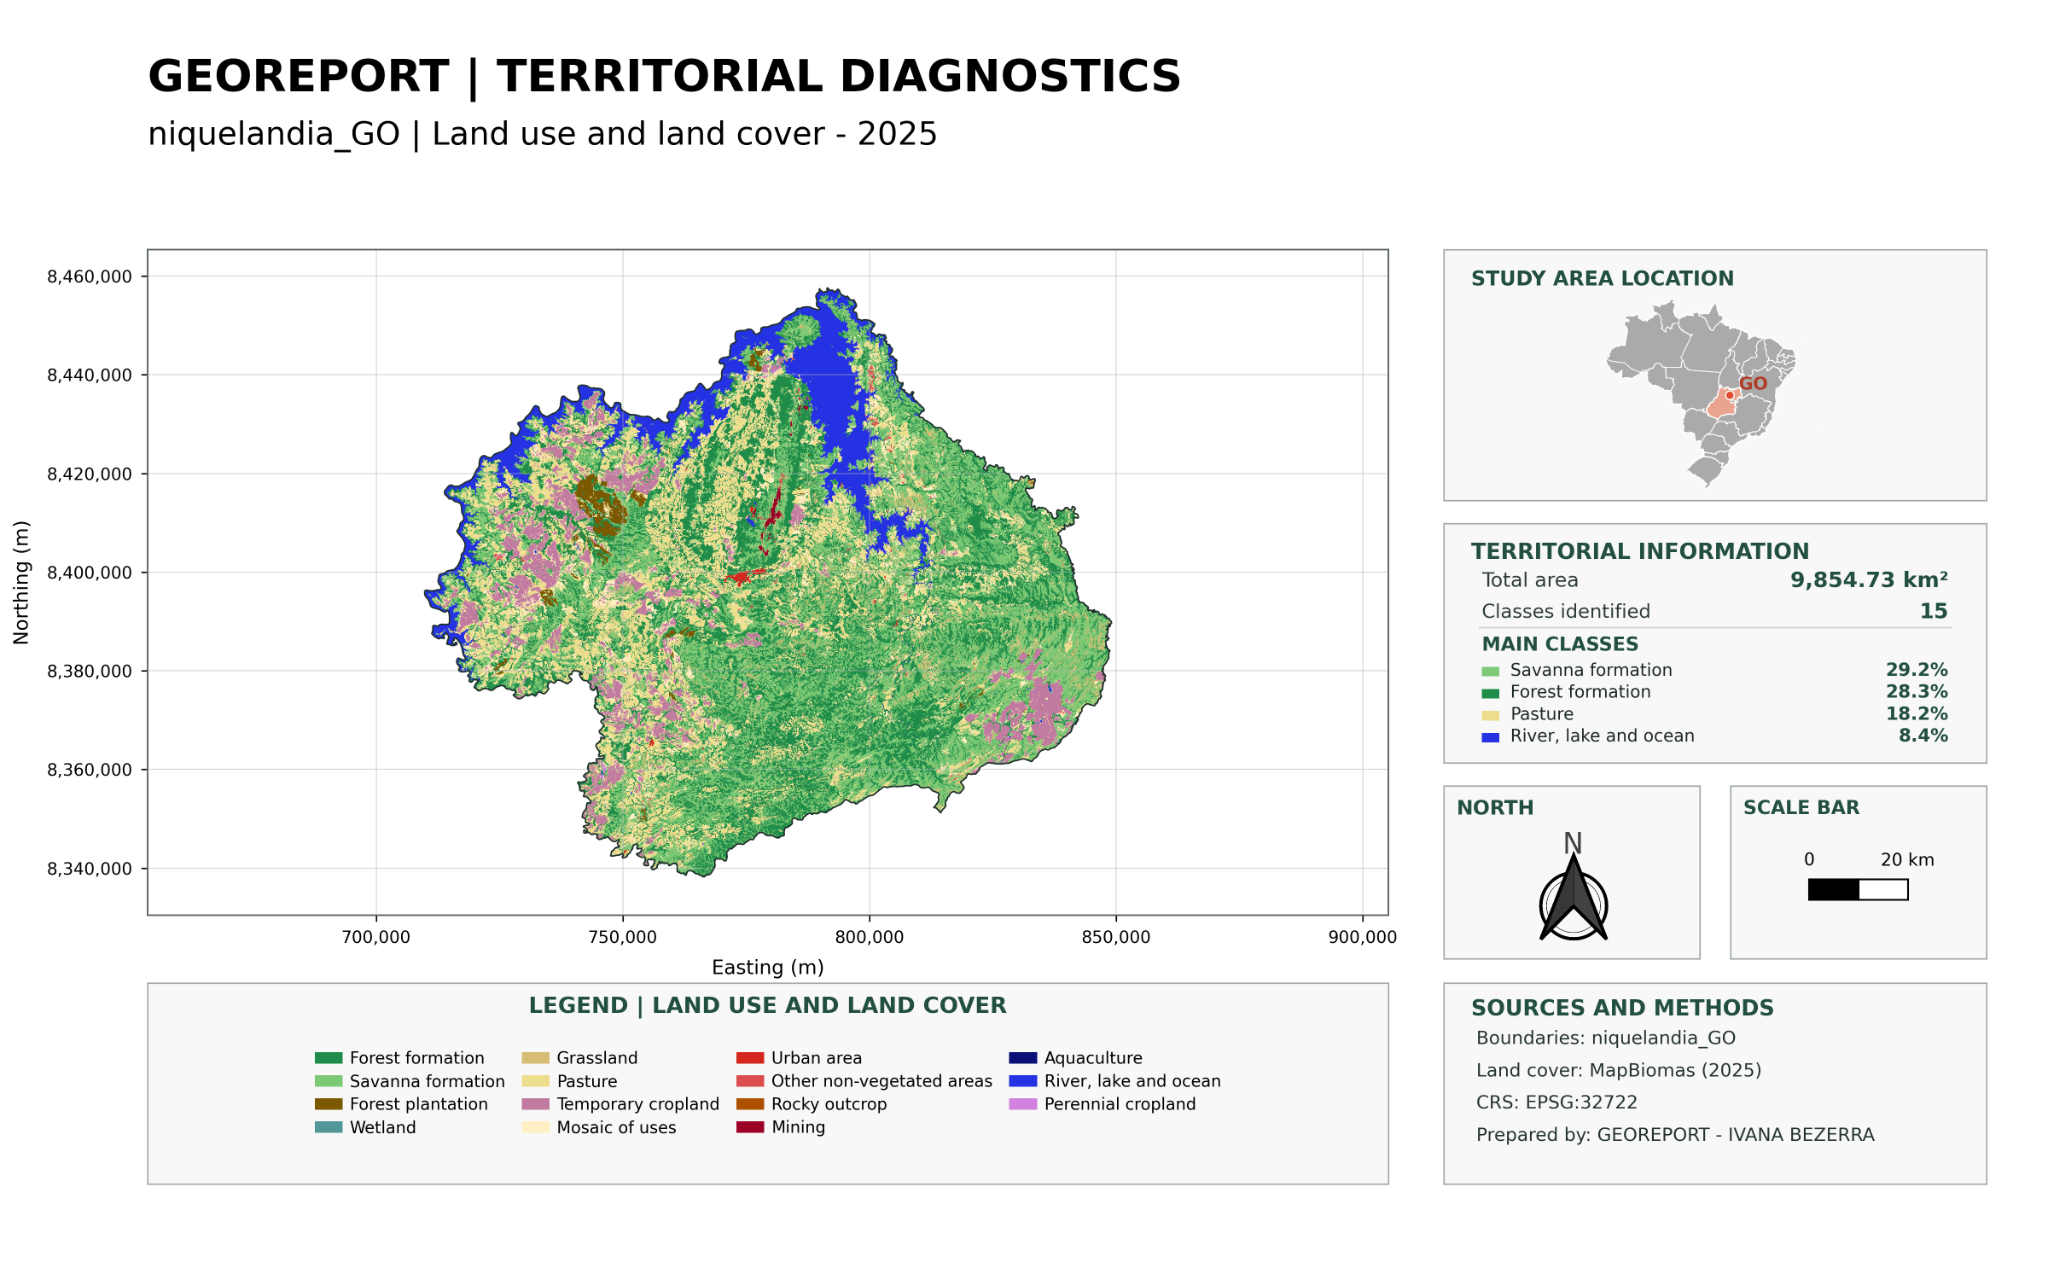 GEOREPORT | TERRITORIAL DIAGNOSTICS
niquelandia_GO | Land use and land cover - 2025
8,460,000
8,440,000
8,420,000
8,400,000
8,380,000
8,360,000
8,340,000
Northing (m)
700,000
750,000
800,000
850,000
900,000
Easting (m)
STUDY AREA LOCATION
GO
TERRITORIAL INFORMATION
Total area 9,854.73 km²
Classes identified 15
MAIN CLASSES
Savanna formation 29.2%
Forest formation 28.3%
Pasture 18.2%
River, lake and ocean 8.4%
NORTH
N
SCALE BAR
0 20 km
LEGEND | LAND USE AND LAND COVER
Forest formation
Savanna formation
Forest plantation
Wetland
Grassland
Pasture
Temporary cropland
Mosaic of uses
Urban area
Other non-vegetated areas
Rocky outcrop
Mining
Aquaculture
River, lake and ocean
Perennial cropland
SOURCES AND METHODS
Boundaries: niquelandia_GO
Land cover: MapBiomas (2025)
CRS: EPSG:32722
Prepared by: GEOREPORT - IVANA BEZERRA